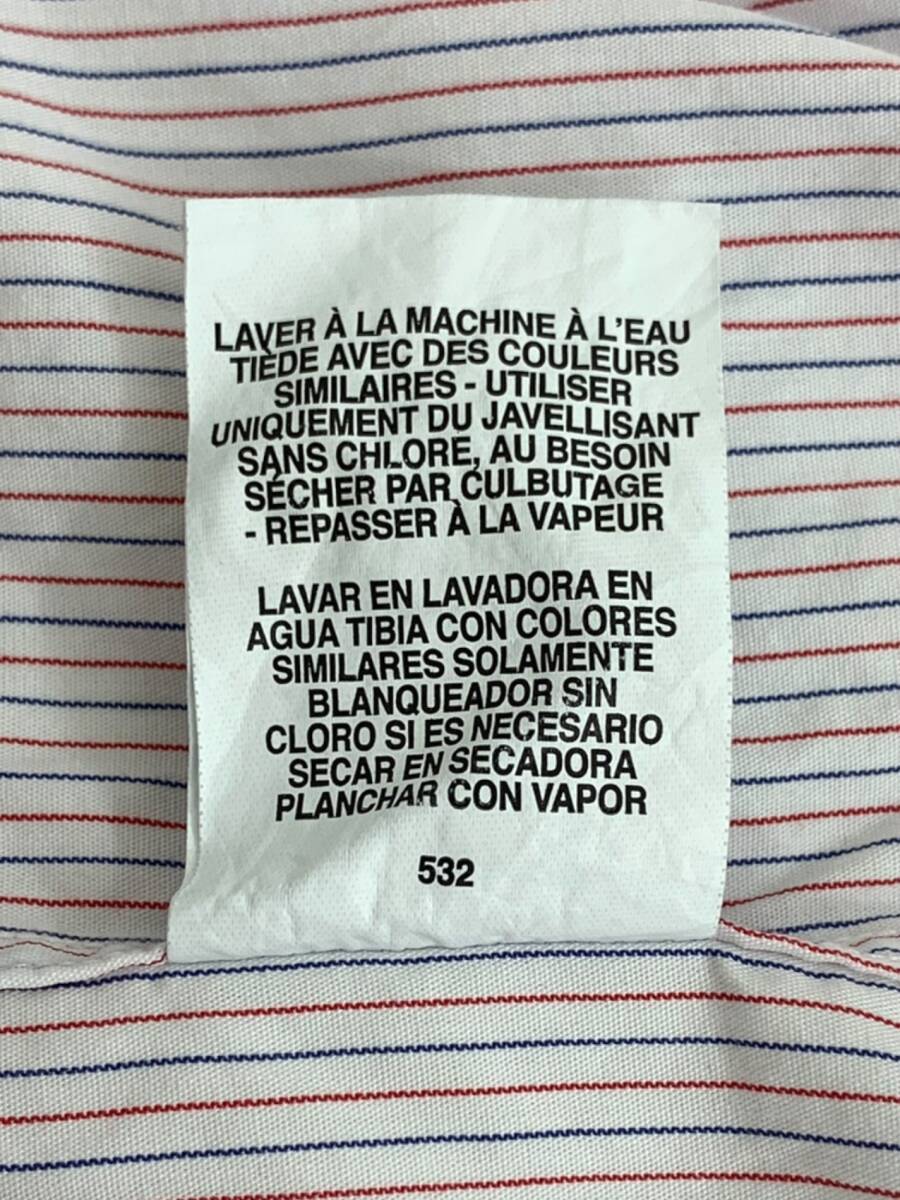 LAVER À LA MACHINE À L'EAU
TIÈDE AVEC DES COULEURS
SIMILAIRES - UTILISER
UNIQUEMENT DU JAVELLISANT
SANS CHLORE, AU BESOIN
SÉCHER PAR CULBUTAGE
- REPASSER À LA VAPEUR
LAVAR EN LAVADORA EN
AGUA TIBIA CON COLORES
SIMILARES SOLAMENTE
BLANQUEADOR SIN
CLORO SI ES NECESARIO
SECAR EN SECADORA
PLANCHAR CON VAPOR
532